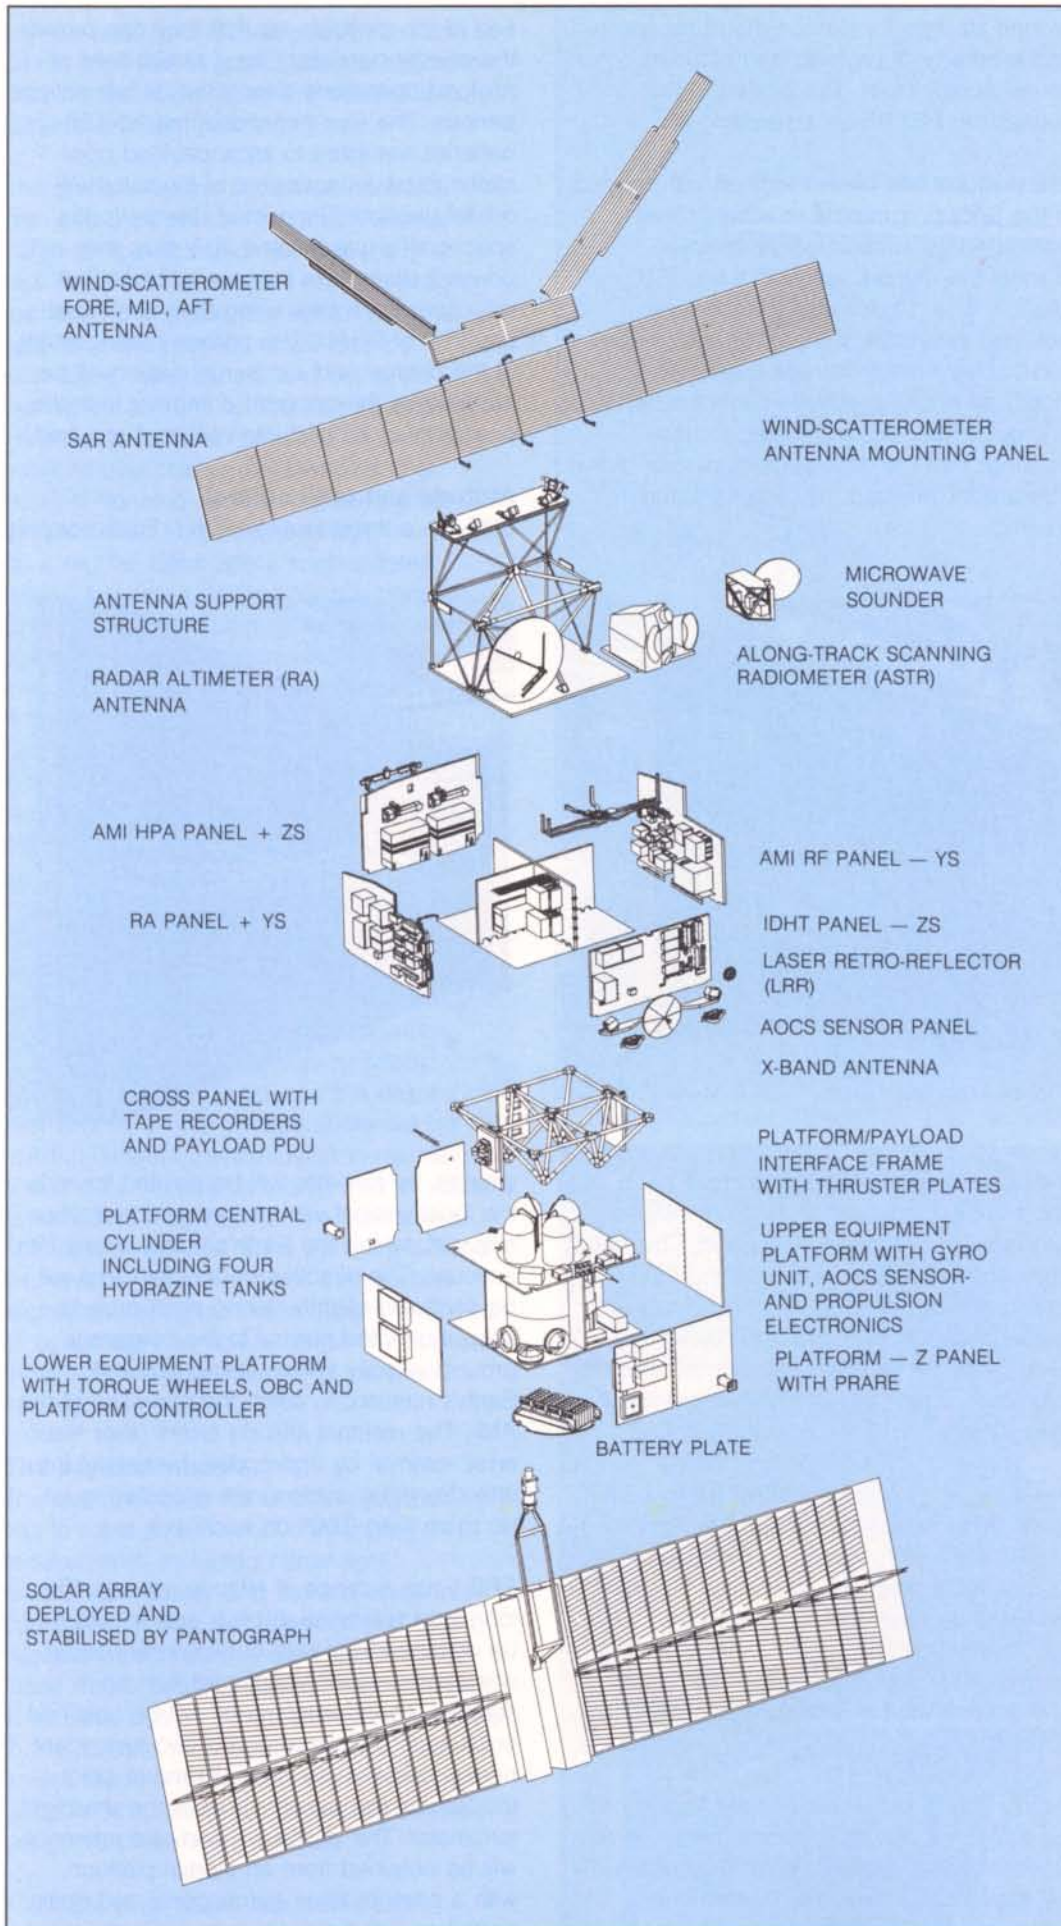 WIND-SCATTEROMETER
FORE, MID, AFT
ANTENNA
SAR ANTENNA
WIND-SCATTEROMETER
ANTENNA MOUNTING PANEL
MICROWAVE
SOUNDER
ANTENNA SUPPORT
STRUCTURE
ALONG-TRACK SCANNING
RADIOMETER (ASTR)
RADAR ALTIMETER (RA)
ANTENNA
AMI HPA PANEL + ZS
AMI RF PANEL — YS
RA PANEL + YS
IDHT PANEL — ZS
LASER RETRO-REFLECTOR
(LRR)
AOCS SENSOR PANEL
X-BAND ANTENNA
CROSS PANEL WITH
TAPE RECORDERS
AND PAYLOAD PDU
PLATFORM/PAYLOAD
INTERFACE FRAME
WITH THRUSTER PLATES
PLATFORM CENTRAL
CYLINDER
INCLUDING FOUR
HYDRAZINE TANKS
UPPER EQUIPMENT
PLATFORM WITH GYRO
UNIT, AOCS SENSOR-
AND PROPULSION
ELECTRONICS
LOWER EQUIPMENT PLATFORM
WITH TORQUE WHEELS, OBC AND
PLATFORM CONTROLLER
PLATFORM — Z PANEL
WITH PRARE
BATTERY PLATE
SOLAR ARRAY
DEPLOYED AND
STABILISED BY PANTOGRAPH